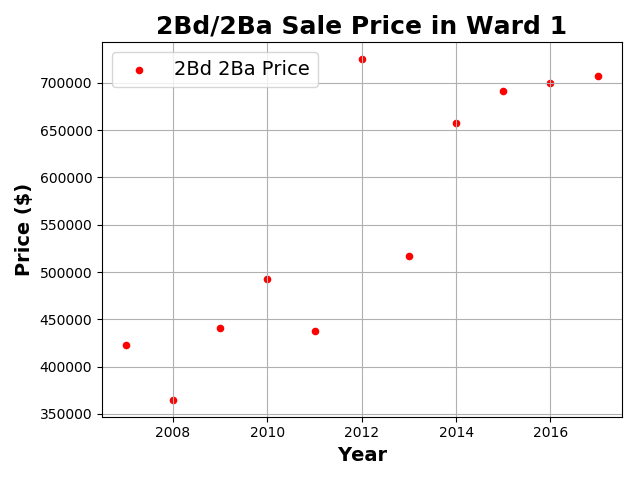 2Bd/2Ba Sale Price in Ward 1
2Bd 2Ba Price
Price ($)
700000
650000
600000
550000
500000
450000
400000
350000
2008 2010 2012 2014 2016
Year